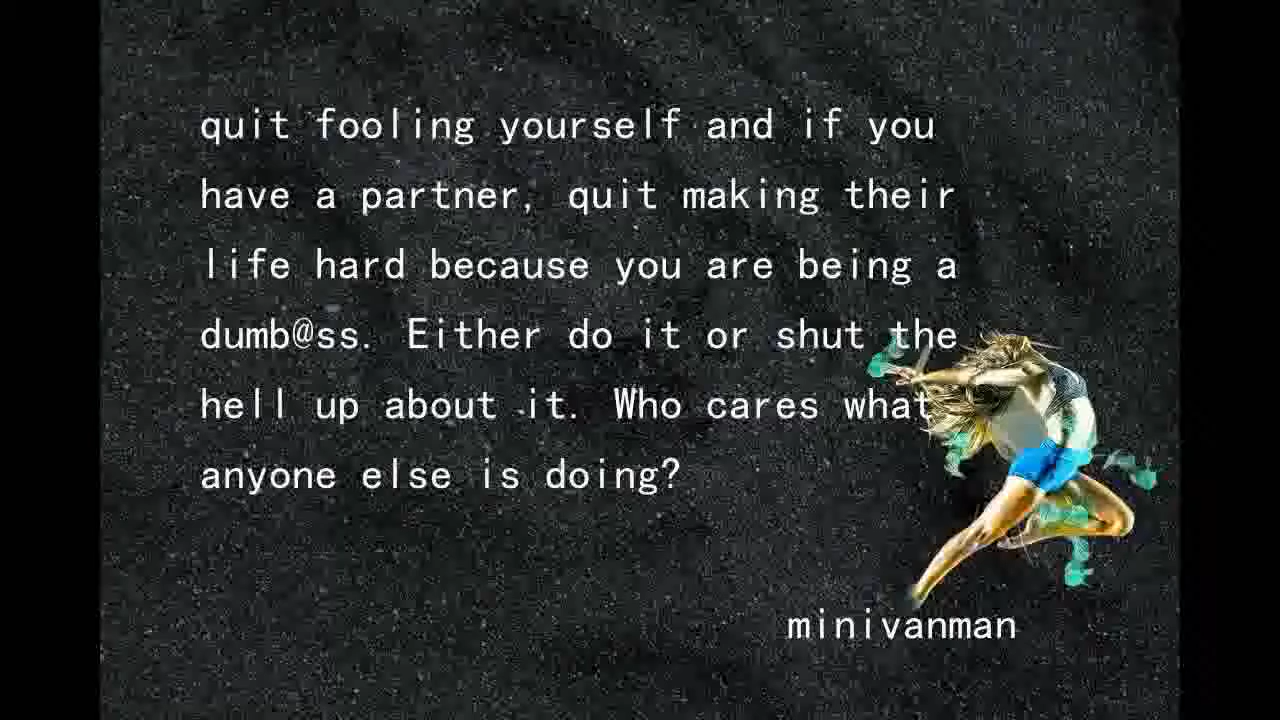 quit fooling yourself and if you
have a partner, quit making their
life hard because you are being a
dumb@ss. Either do it or shut the
hell up about it. Who cares what
anyone else is doing?
minivanman